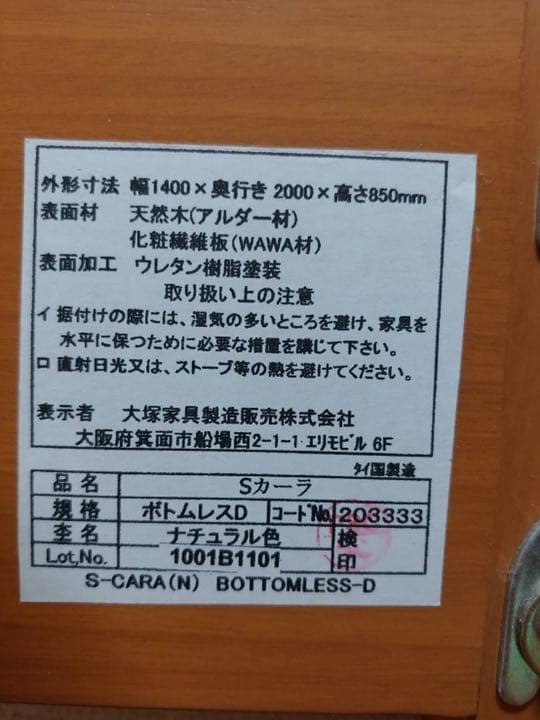 外形寸法 幅1400×奥行き 2000×高さ850mm
表面材 天然木(アルダー材)
化粧繊維板(WAWA材)
表面加工 ウレタン樹脂塗装
取り扱い上の注意
イ 据付けの際には、湿気の多いところを避け、家具を
水平に保つために必要な措置を講じて下さい。
ロ 直射日光又は、ストーブ等の熱を避けてください。
表示者 大塚家具製造販売株式会社
大阪府箕面市船場西2-1-1 エリモビル 6F
タイ国製造
品名 Sカーラ
規格 ボトムレスD コードNo. 203333
杢名 ナチュラル色 検
Lot,No. 1001B1101 印
S-CARA(N) BOTTOMLESS-D